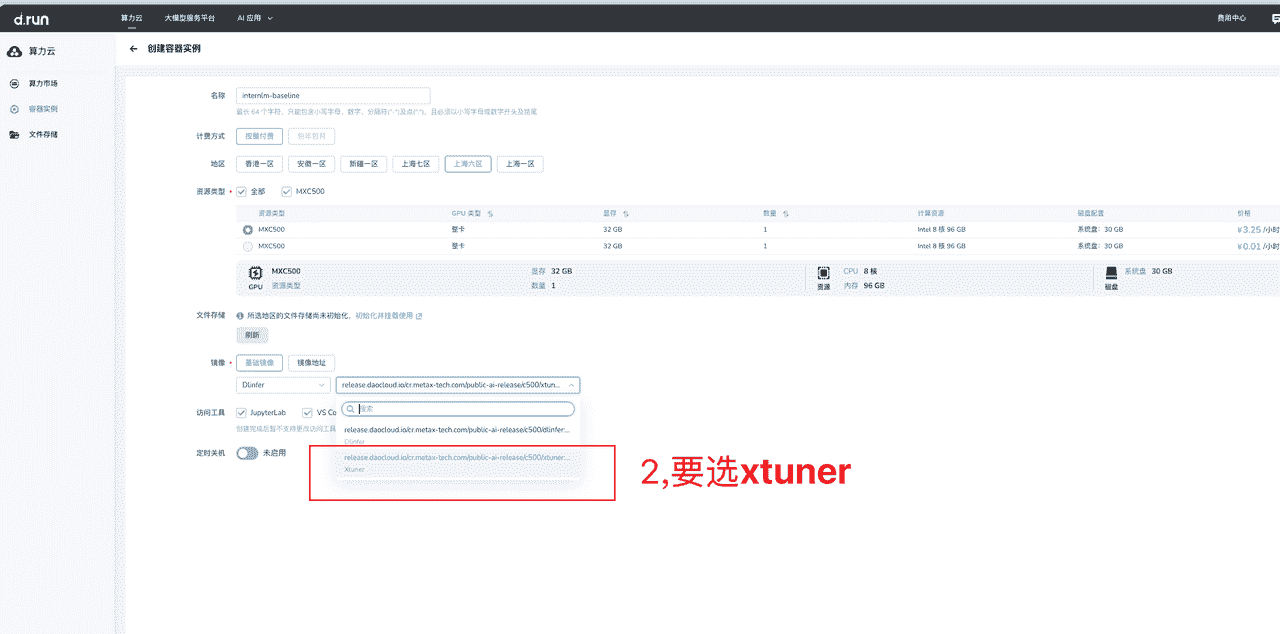 d.run 算力云 大模型服务平台 AI 应用 费用中心
算力云
← 创建容器实例
算力市场
容器实例
文件存储
名称 internlm-baseline
最长 64 个字符，只能包含小写字母、数字、分隔符("-")及点(".")，且必须以小写字母或数字开头及结尾
计费方式 按量付费 包年包月
地区 香港一区 安徽一区 新疆一区 上海七区 上海六区 上海一区
资源类型 • 全部 MXC500
资源类型 GPU 类型 显存 数量 计算资源 磁盘配置 价格
MXC500 整卡 32 GB 1 Intel 8 核 96 GB 系统盘：30 GB ¥3.25 /小时
MXC500 整卡 32 GB 1 Intel 8 核 96 GB 系统盘：30 GB ¥0.01 /小时
MXC500 显存 32 GB CPU 8 核 系统盘 30 GB
GPU 资源类型 数量 1 资源 内存 96 GB 磁盘
文件存储 所选地区的文件存储尚未初始化，初始化并挂载使用
刷新
镜像 • 基础镜像 镜像地址
Dlinfer release.daocloud.io/cr.metax-tech.com/public-ai-release/c500/xtun...
搜索
访问工具 JupyterLab VS Co
创建完成后暂不支持更改访问工具
release.daocloud.io/cr.metax-tech.com/public-ai-release/c500/dlinfer:...
Dlinfer
定时关机 未启用
release.daocloud.io/cr.metax-tech.com/public-ai-release/c500/xtuner:...
Xtuner
2,要选xtuner